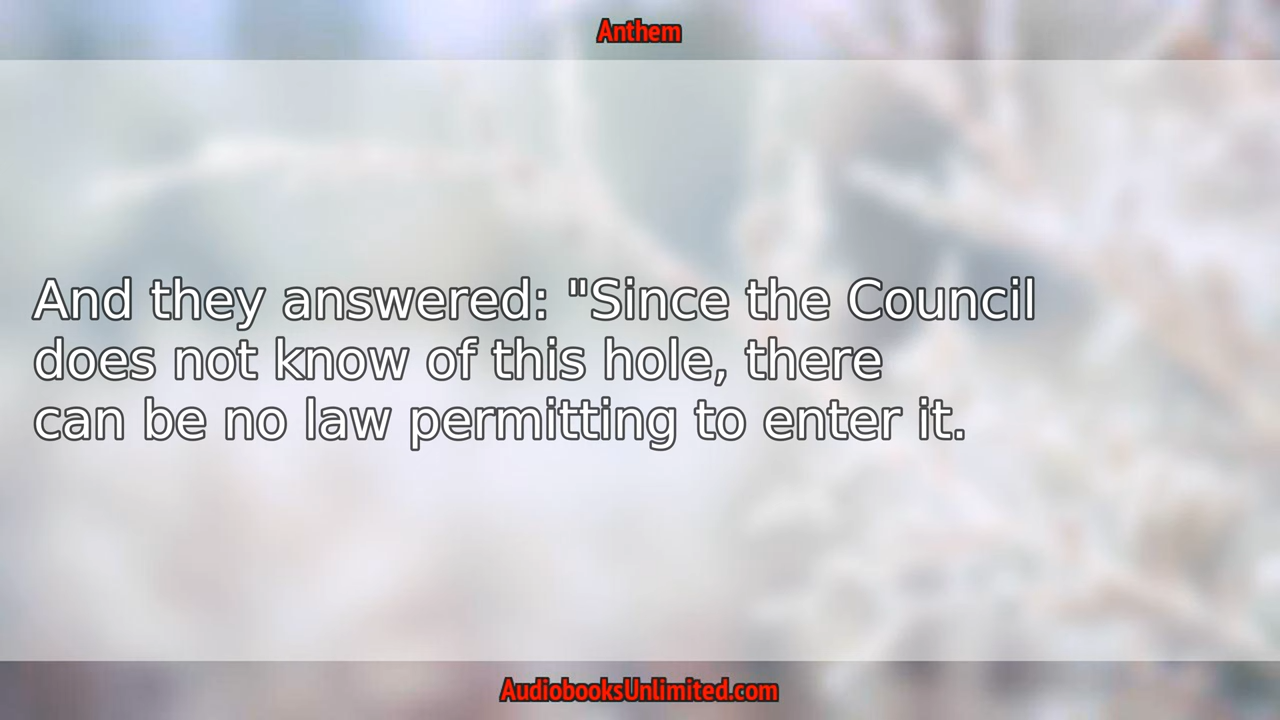 Anthem
And they answered: "Since the Council
does not know of this hole, there
can be no law permitting to enter it.
AudiobooksUnlimited.com